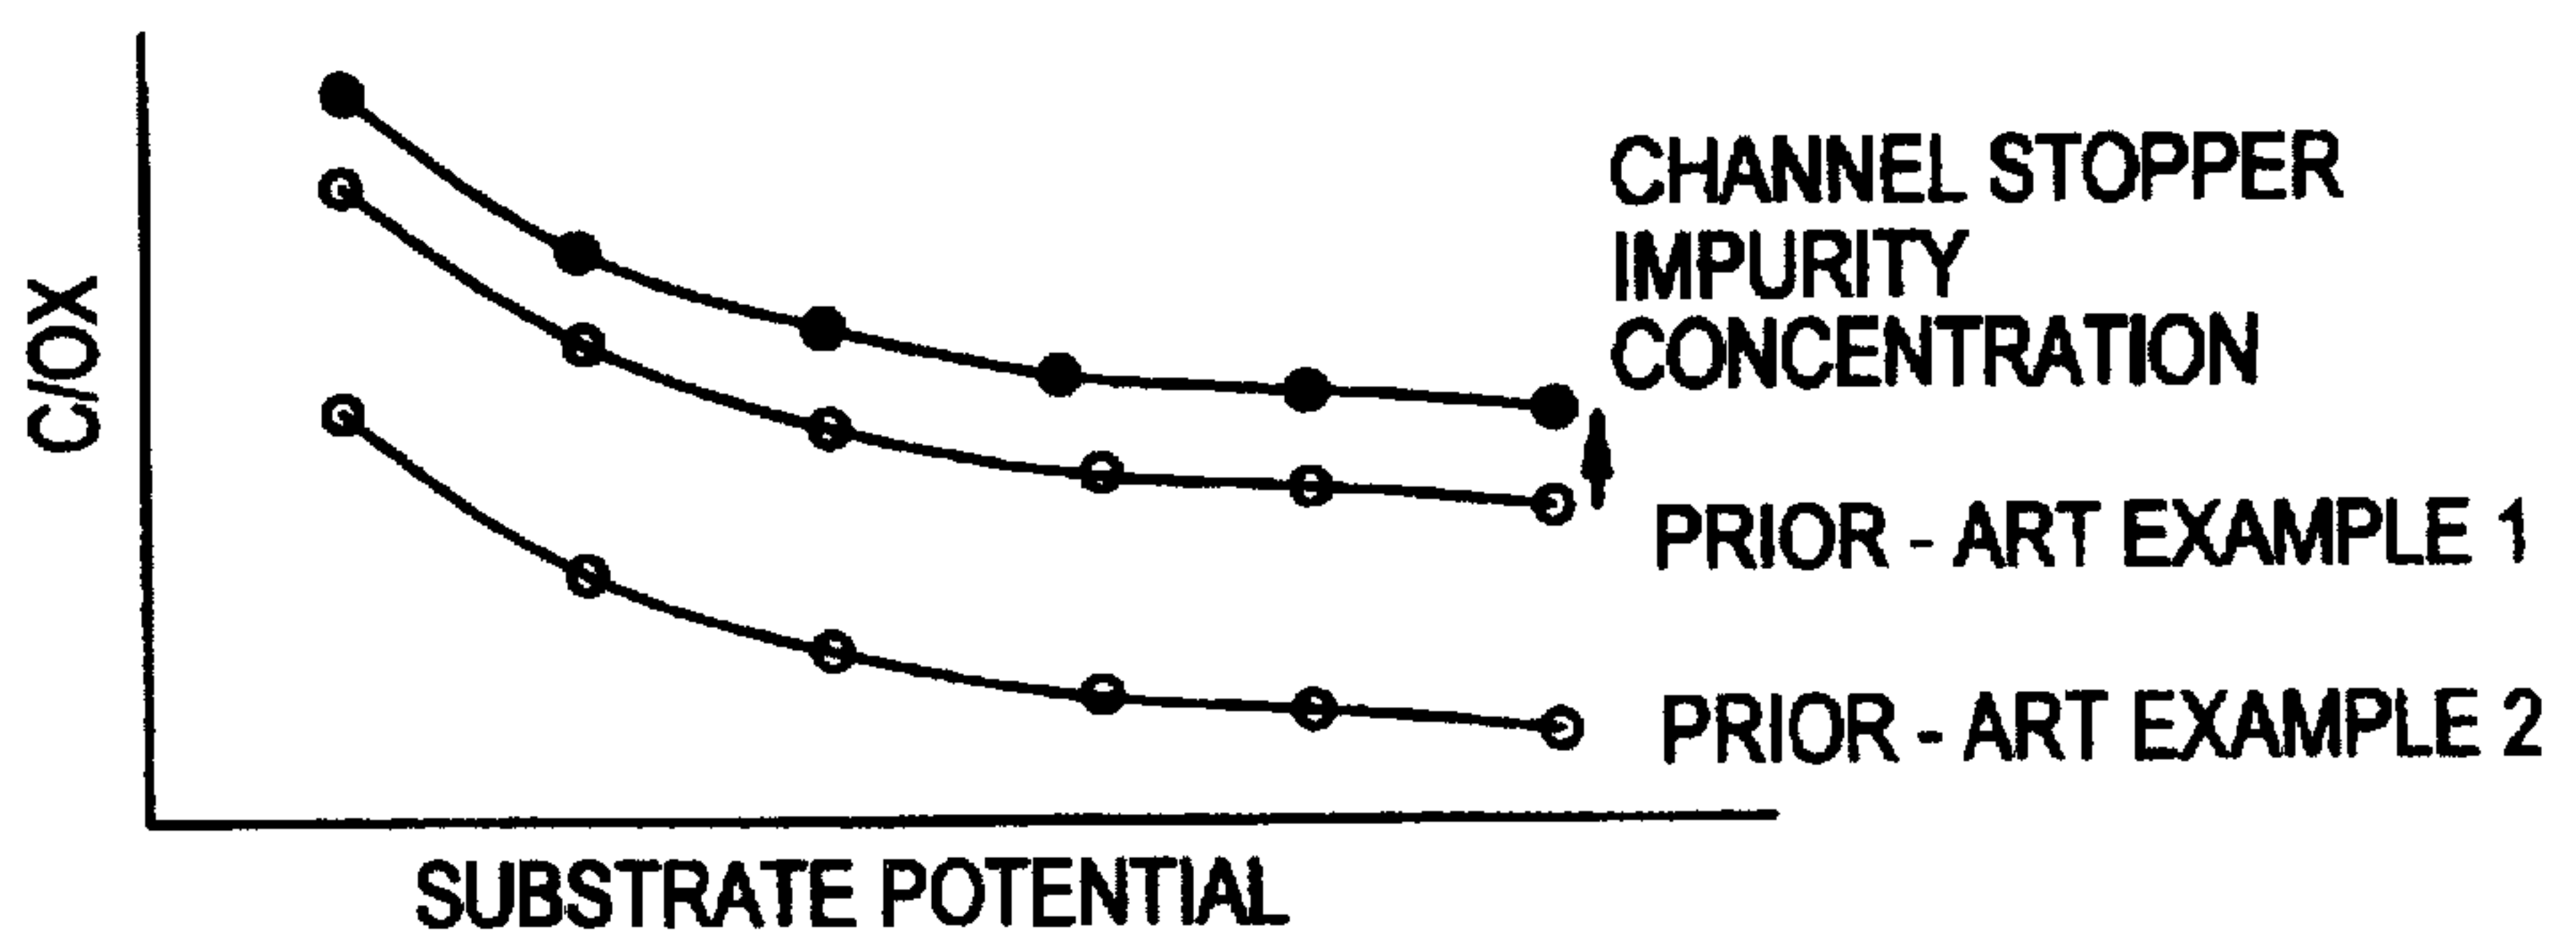 C/OX
CHANNEL STOPPER
IMPURITY
CONCENTRATION
PRIOR - ART EXAMPLE 1
PRIOR - ART EXAMPLE 2
SUBSTRATE POTENTIAL